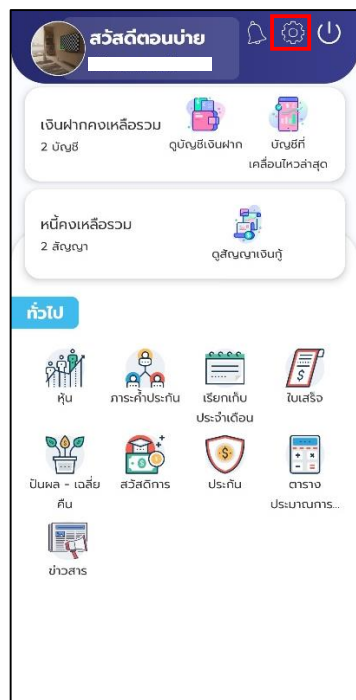 สวัสดีตอนบ่าย
เงินฝากคงเหลือรวม
2 บัญชี
ดูบัญชีเงินฝาก
บัญชีที่
เคลื่อนไหวล่าสุด
หนี้คงเหลือรวม
2 สัญญา
ดูสัญญาเงินกู้
ทั่วไป
หุ้น
ภาระค้ำประกัน
เรียกเก็บ
ประจำเดือน
ใบเสร็จ
ปันผล - เฉลี่ย
คืน
สวัสดิการ
ประกัน
ตาราง
ประมาณการ...
ข่าวสาร